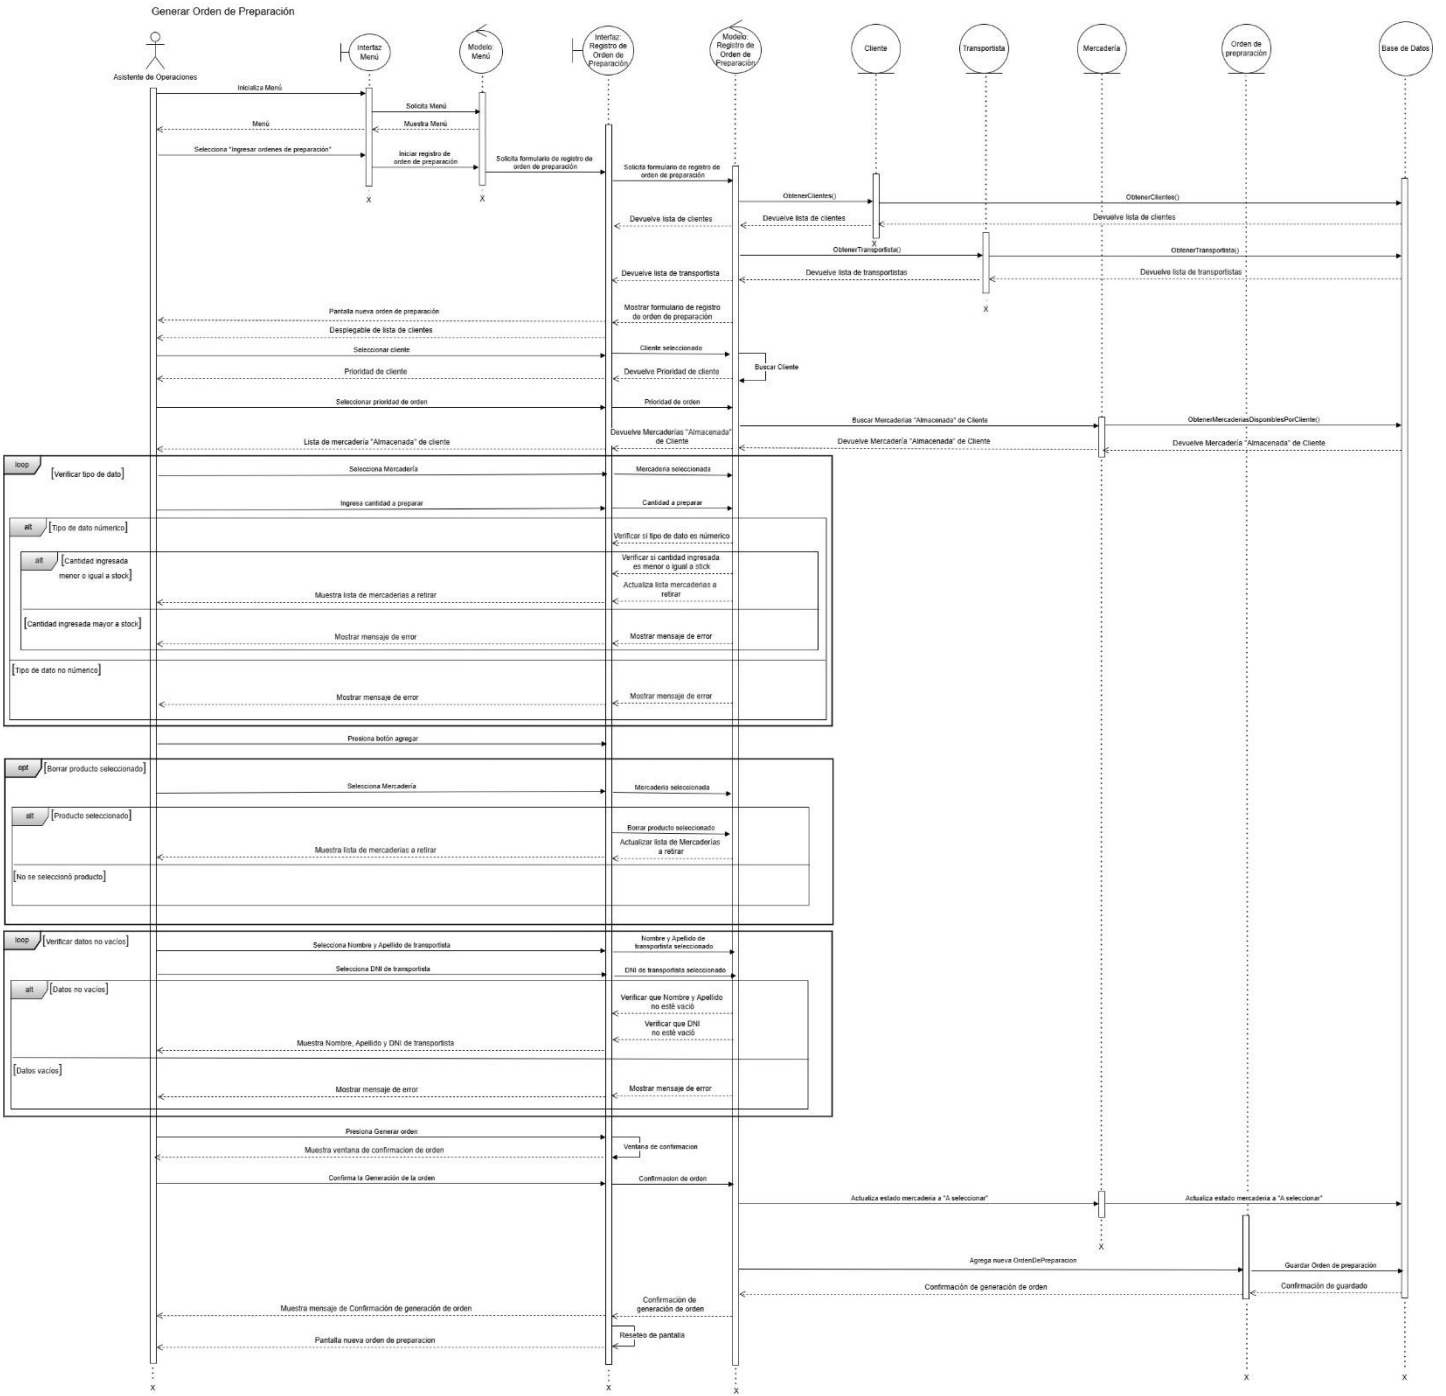 Generar Orden de Preparación
Asistente de Operaciones
Interfaz
Menú
Modelo:
Menú
Interfaz:
Registro de
Orden de
Preparación
Modelo:
Registro de
Orden de
Preparación
Cliente
Transportista
Mercadería
Orden de
prepraración
Base de Datos
Inicializa Menú
Solicita Menú
Menú
Muestra Menú
Selecciona "Ingresar ordenes de preparación"
Iniciar registro de
orden de preparación
Solicita formulario de registro de
orden de preparación
Solicita formulario de registro de
orden de preparación
X
X
ObtenerClientes()
ObtenerClientes()
Devuelve lista de clientes
Devuelve lista de clientes
Devuelve lista de clientes
X
ObtenerTransportista()
ObtenerTransportista()
Devuelve lista de transportista
Devuelve lista de transportistas
Devuelve lista de transportistas
X
Pantalla nueva orden de preparación
Mostrar formulario de registro
de orden de preparación
Desplegable de lista de clientes
Seleccionar cliente
Cliente seleccionado
Buscar Cliente
Prioridad de cliente
Devuelve Prioridad de cliente
Seleccionar prioridad de orden
Prioridad de orden
Buscar Mercaderias "Almacenada" de Cliente
ObtenerMercaderiasDisponiblesPorCliente()
Lista de mercadería "Almacenada" de cliente
Devuelve Mercaderías "Almacenada"
de Cliente
Devuelve Mercadería "Almacenada" de Cliente
Devuelve Mercadería "Almacenada" de Cliente
loop
[Verificar tipo de dato]
Selecciona Mercadería
Mercaderia seleccionada
Ingresa cantidad a preparar
Cantidad a preparar
alt
[Tipo de dato númerico]
Verificar si tipo de dato es númerico
alt
[Cantidad ingresada
menor o igual a stock]
Verificar si cantidad ingresada
es menor o igual a stick
Muestra lista de mercaderias a retirar
Actualiza lista mercaderias a
retirar
[Cantidad ingresada mayor a stock]
Mostrar mensaje de error
Mostrar mensaje de error
[Tipo de dato no númerico]
Mostrar mensaje de error
Mostrar mensaje de error
Presiona botón agregar
opt
[Borrar producto seleccionado]
Selecciona Mercadería
Mercaderia seleccionada
alt
[Producto seleccionado]
Borrar producto seleccionado
Muestra lista de mercaderias a retirar
Actualizar lista de Mercaderías
a retirar
[No se seleccionó producto]
loop
[Verificar datos no vacíos]
Selecciona Nombre y Apellido de transportista
Nombre y Apellido de
transportista seleccionado
Selecciona DNI de transportista
DNI de transportista seleccionado
alt
[Datos no vacíos]
Verificar que Nombre y Apellido
no esté vació
Verificar que DNI
no esté vació
Muestra Nombre, Apellido y DNI de transportista
[Datos vacíos]
Mostrar mensaje de error
Mostrar mensaje de error
Presiona Generar orden
Ventana de confirmacion
Muestra ventana de confirmacion de orden
Confirma la Generación de la orden
Confirmacion de orden
Actualiza estado mercaderia a "A seleccionar"
Actualiza estado mercaderia a "A seleccionar"
X
Agrega nueva OrdenDePreparacion
Guardar Orden de preparación
Confirmación de generación de orden
Confirmación de guardado
Muestra mensaje de Confirmación de generación de orden
Confirmación de
generación de orden
Reseteo de pantalla
Pantalla nueva orden de preparacion
X
X
X
X
X